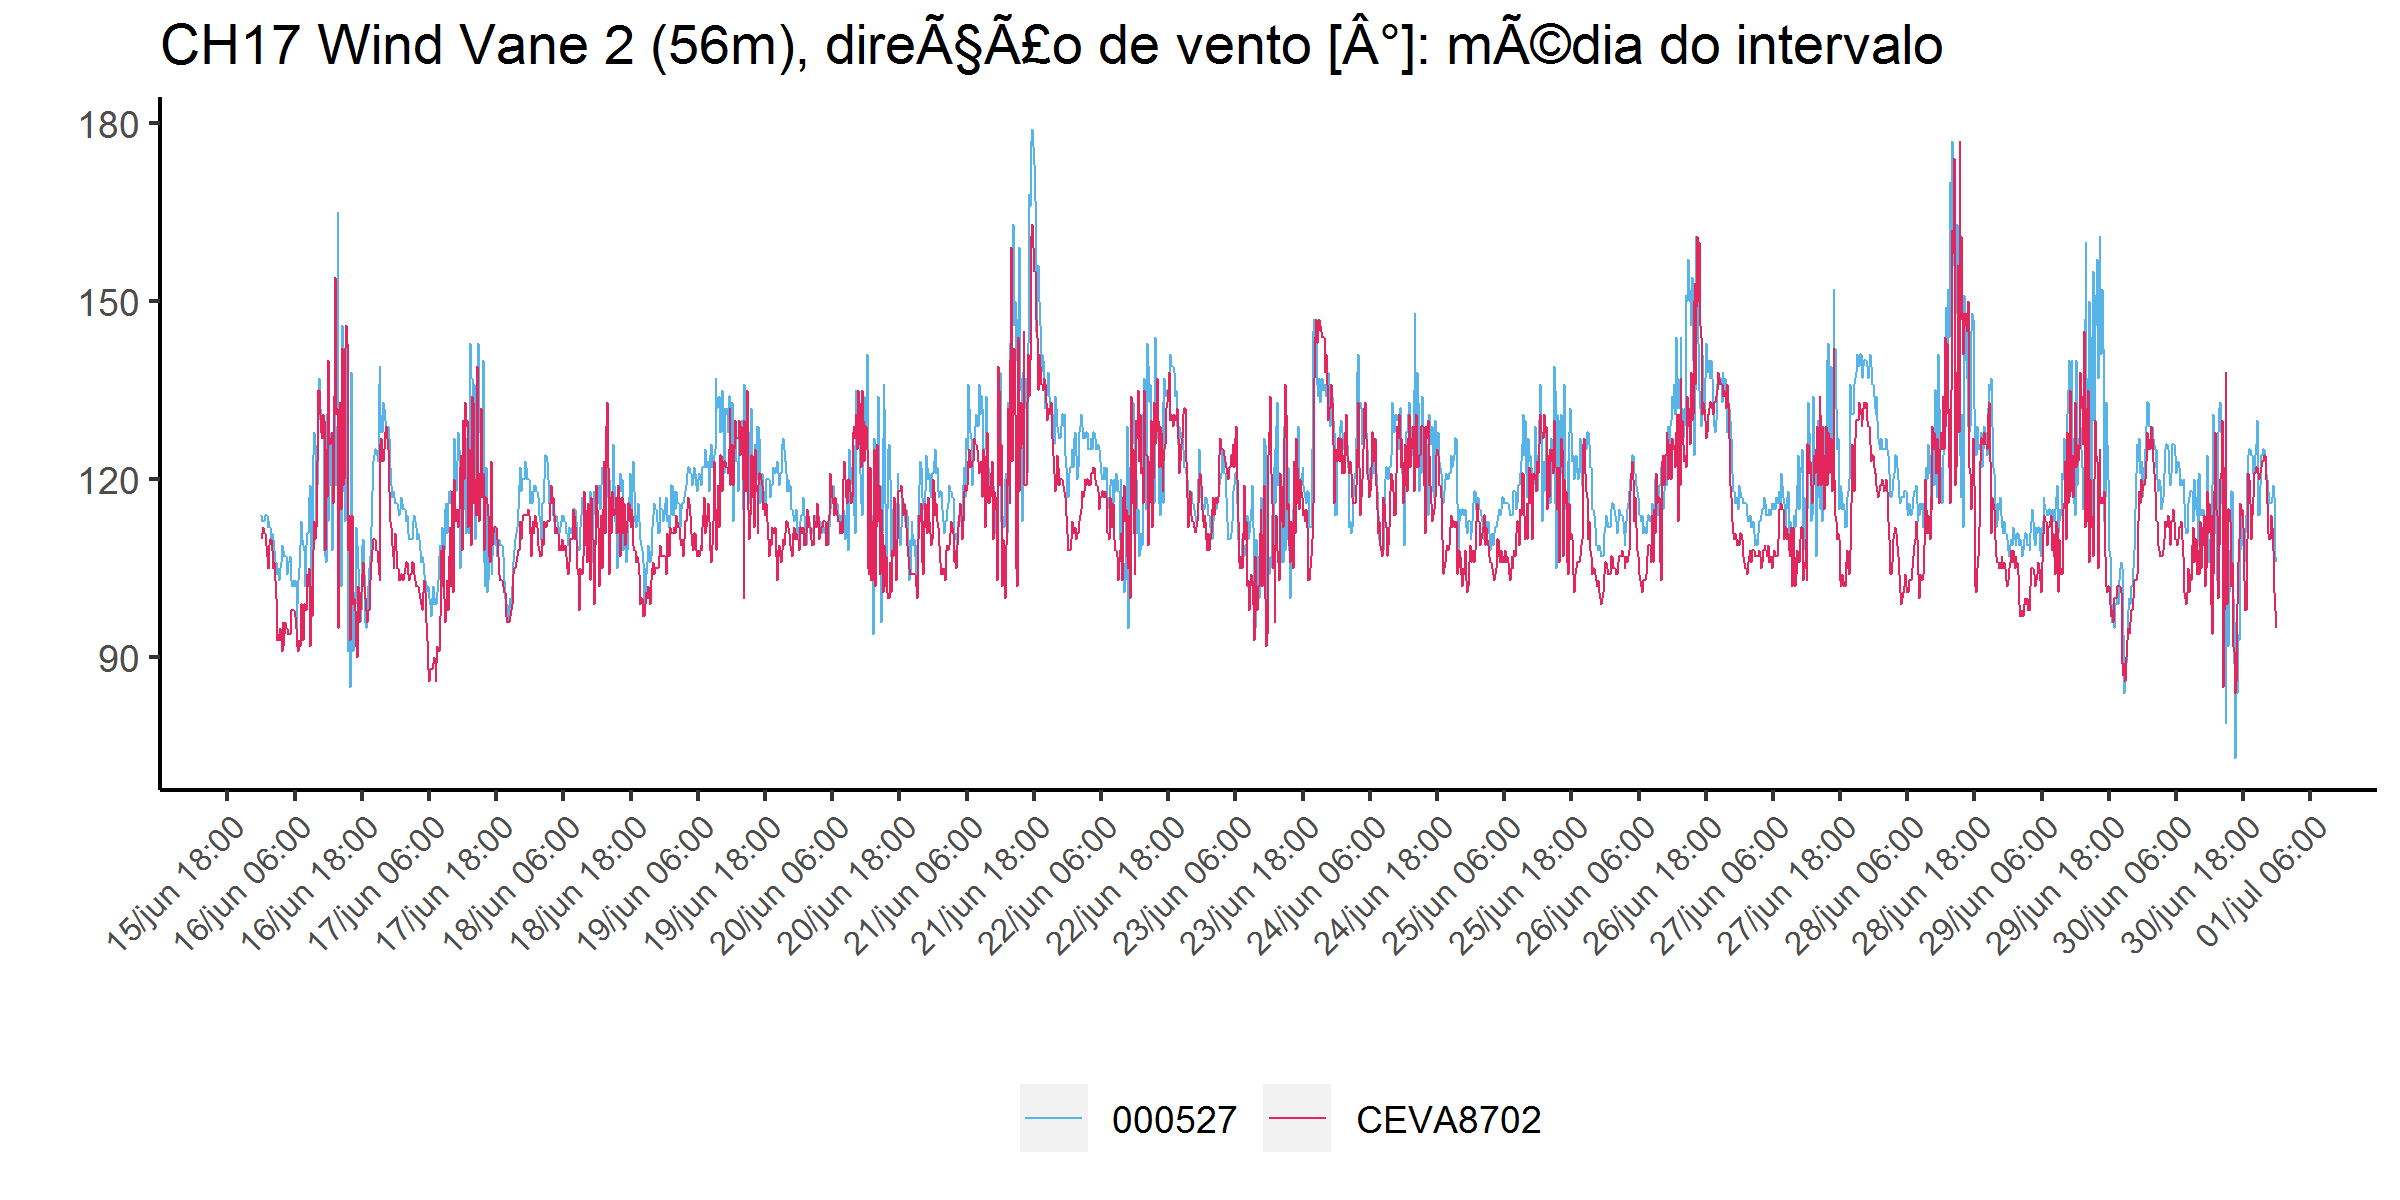 CH17 Wind Vane 2 (56m), direÃ§Ã£o de vento [Â°]: mÃ©dia do intervalo
180
150
120
90
15/jun 18:00
16/jun 06:00
16/jun 18:00
17/jun 06:00
17/jun 18:00
18/jun 06:00
18/jun 18:00
19/jun 06:00
19/jun 18:00
20/jun 06:00
20/jun 18:00
21/jun 06:00
21/jun 18:00
22/jun 06:00
22/jun 18:00
23/jun 06:00
23/jun 18:00
24/jun 06:00
24/jun 18:00
25/jun 06:00
25/jun 18:00
26/jun 06:00
26/jun 18:00
27/jun 06:00
27/jun 18:00
28/jun 06:00
28/jun 18:00
29/jun 06:00
29/jun 18:00
30/jun 06:00
30/jun 18:00
01/jul 06:00
000527 CEVA8702